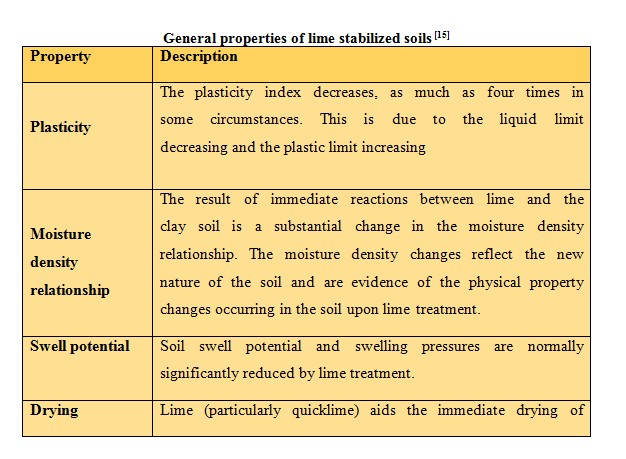 General properties of lime stabilized soils [15]
Property Description
Plasticity
The plasticity index decreases, as much as four times in
some circumstances. This is due to the liquid limit
decreasing and the plastic limit increasing
Moisture
density
relationship
The result of immediate reactions between lime and the
clay soil is a substantial change in the moisture density
relationship. The moisture density changes reflect the new
nature of the soil and are evidence of the physical property
changes occurring in the soil upon lime treatment.
Swell potential
Soil swell potential and swelling pressures are normally
significantly reduced by lime treatment.
Drying
Lime (particularly quicklime) aids the immediate drying of